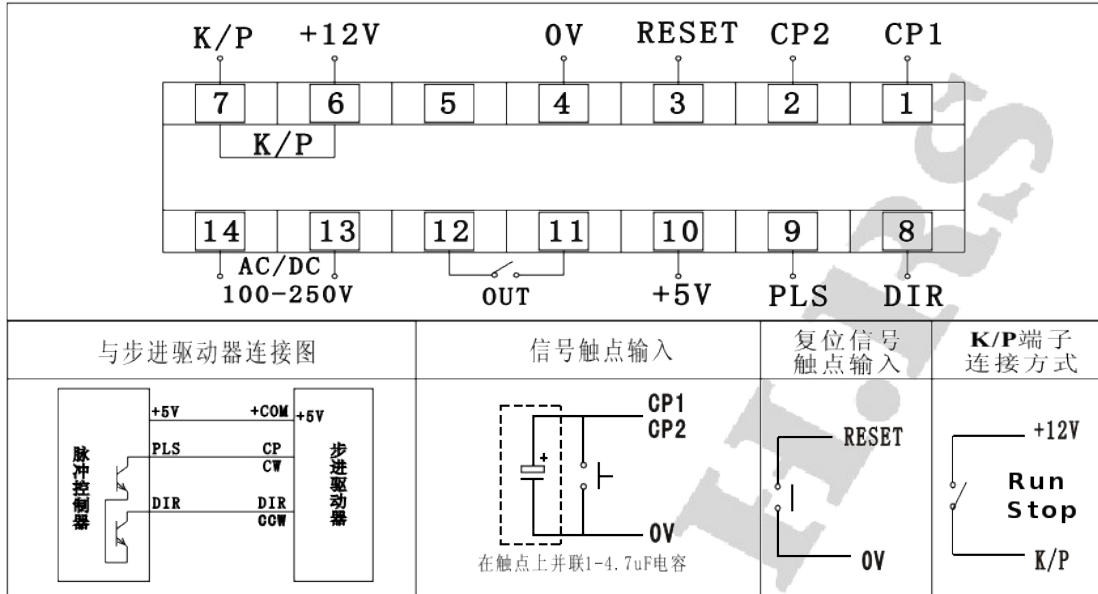 K/P +12V 0V RESET CP2 CP1
7 6 5 4 3 2 1
K/P
14 13 12 11 10 9 8
AC/DC
100-250V OUT +5V PLS DIR
与步进驱动器连接图
+5V +COM +5V
PLS CP
CW
DIR DIR
CCW
脉冲控制器
步进驱动器
信号触点输入
CP1
CP2
+
0V
在触点上并联1-4.7uF电容
复位信号
触点输入
RESET
0V
K/P端子
连接方式
+12V
Run
Stop
K/P
H.IRS